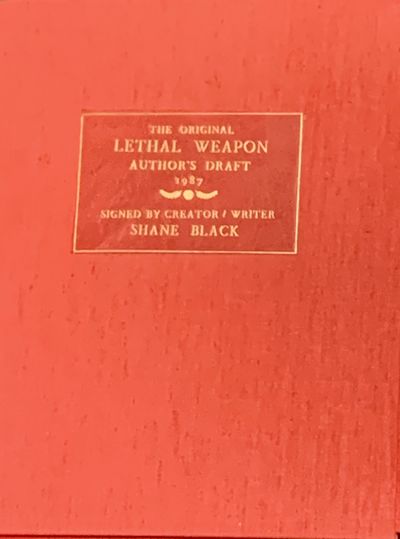 THE ORIGINAL
LETHAL WEAPON
AUTHOR'S DRAFT
1987
SIGNED BY CREATOR / WRITER
SHANE BLACK